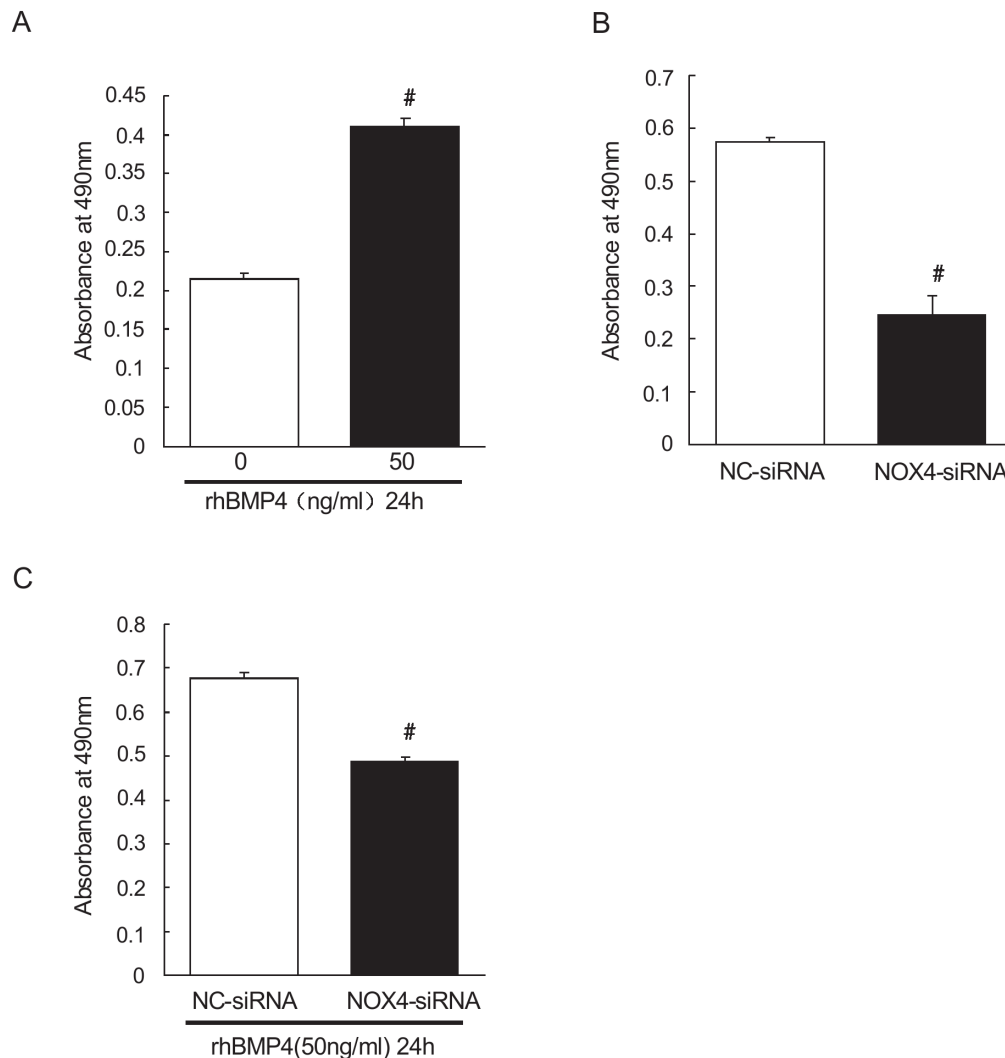 A
Absorbance at 490nm
0.45
0.4
0.35
0.3
0.25
0.2
0.15
0.1
0.05
0
#
0
50
rhBMP4（ng/ml）24h
B
Absorbance at 490nm
0.7
0.6
0.5
0.4
0.3
0.2
0.1
0
#
NC-siRNA
NOX4-siRNA
C
Absorbance at 490nm
0.8
0.7
0.6
0.5
0.4
0.3
0.2
0.1
0
#
NC-siRNA
NOX4-siRNA
rhBMP4(50ng/ml) 24h